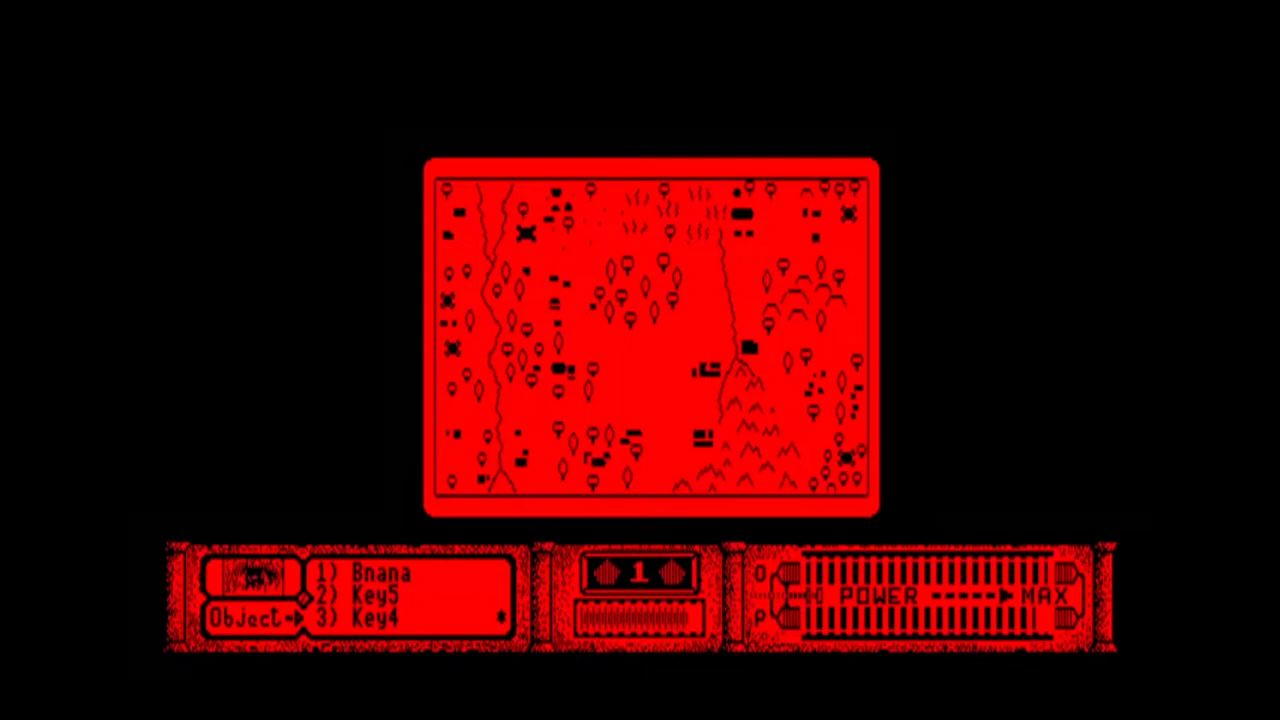 1) Bnana
2) Key5
Object 3) Key4 *
1
O
POWER MAX
P